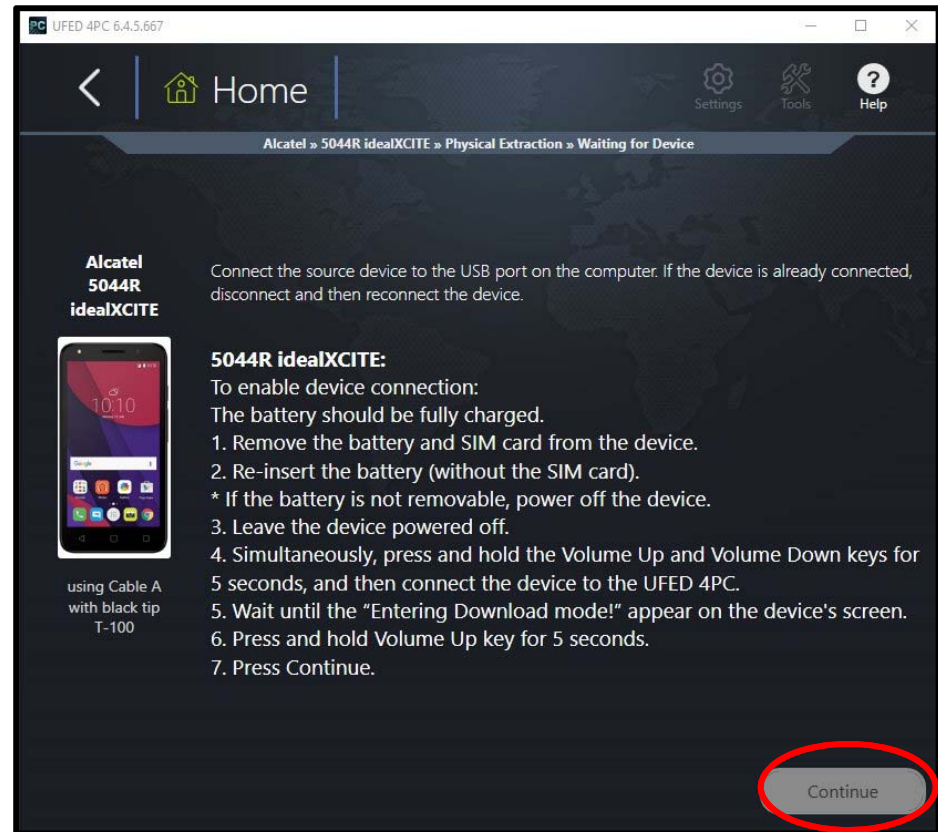 PC UFED 4PC 6.4.5.667
Home
Settings
Tools
? Help
Alcatel » 5044R idealXCITE » Physical Extraction » Waiting for Device
Alcatel
5044R
idealXCITE
Connect the source device to the USB port on the computer. If the device is already connected,
disconnect and then reconnect the device.
10:10
Google
5044R idealXCITE:
To enable device connection:
The battery should be fully charged.
1. Remove the battery and SIM card from the device.
2. Re-insert the battery (without the SIM card).
* If the battery is not removable, power off the device.
3. Leave the device powered off.
4. Simultaneously, press and hold the Volume Up and Volume Down keys for
5 seconds, and then connect the device to the UFED 4PC.
5. Wait until the “Entering Download mode!” appear on the device's screen.
6. Press and hold Volume Up key for 5 seconds.
7. Press Continue.
using Cable A
with black tip
T-100
Continue